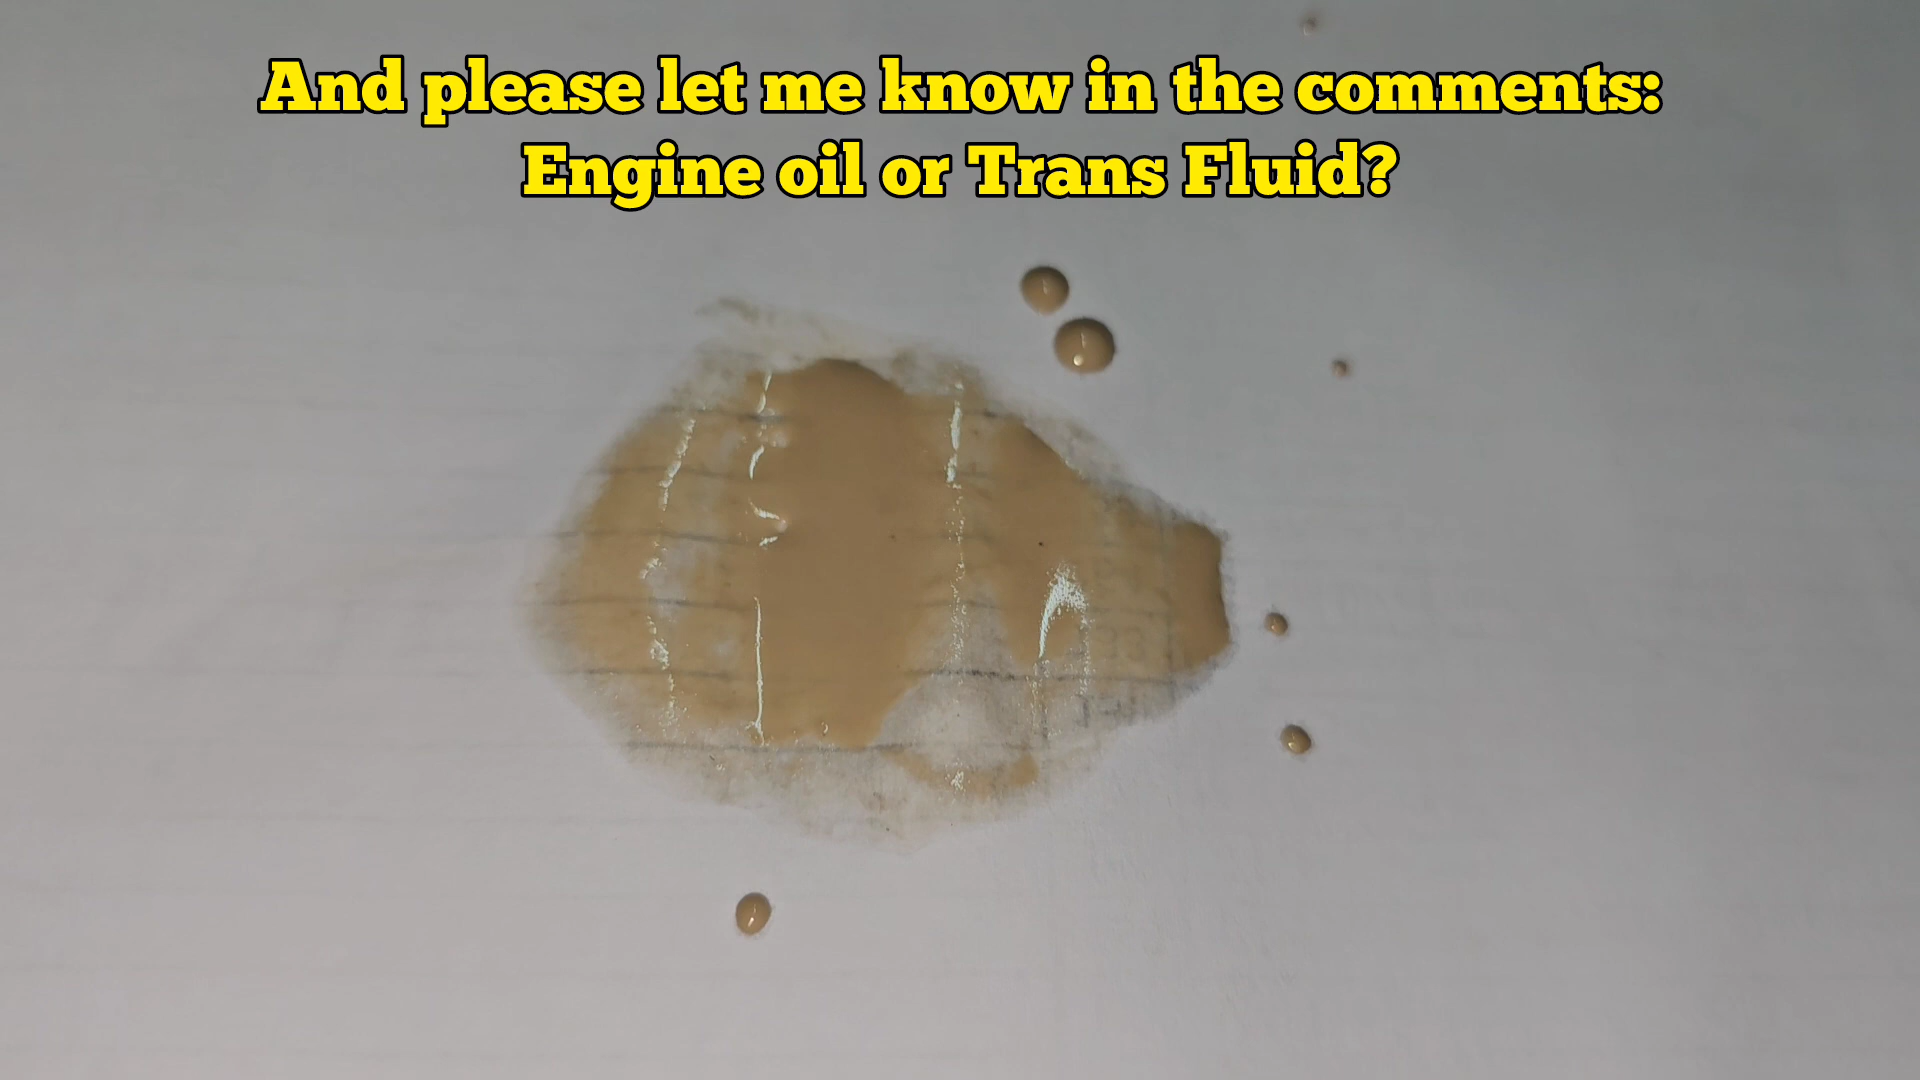 And please let me know in the comments:
Engine oil or Trans Fluid?